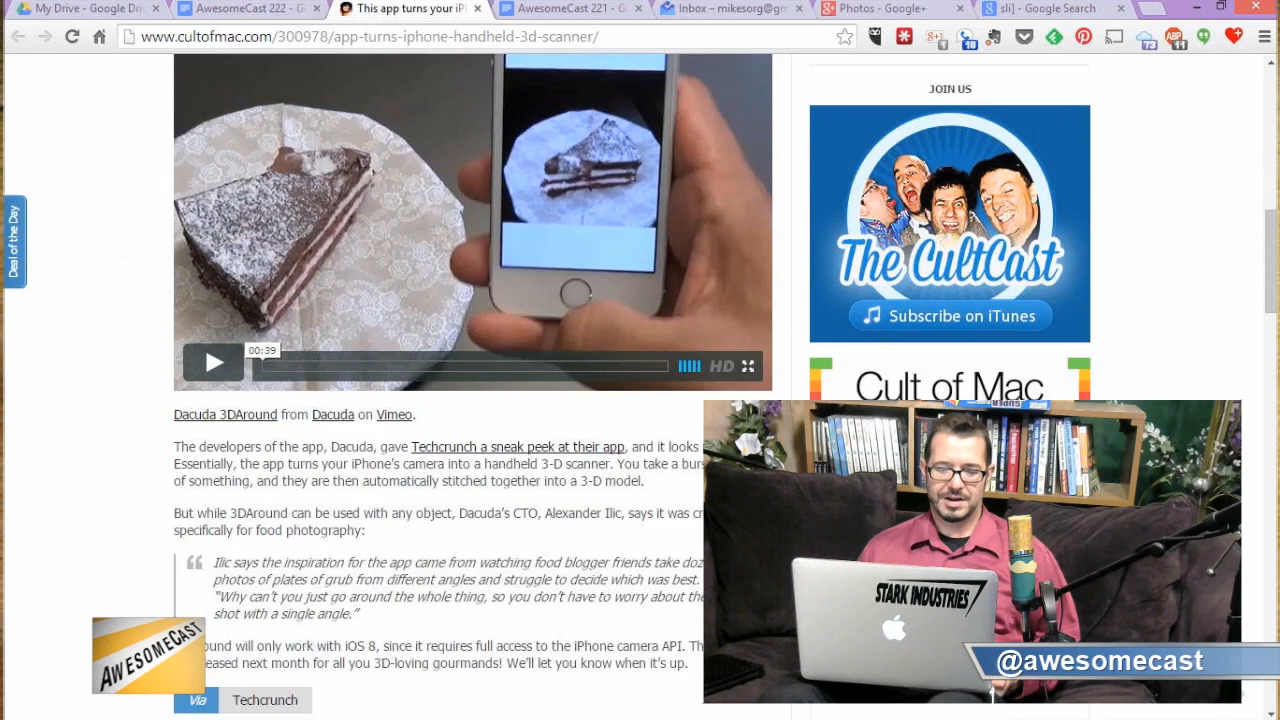 My Drive - Google Dri
AwesomeCast 222 - G
This app turns your iPl
AwesomeCast 221 - G
Inbox - mikesorg@gm
Photos - Google+
slij - Google Search
www.cultofmac.com/300978/app-turns-iphone-handheld-3d-scanner/
JOIN US
The CultCast
Subscribe on iTunes
Deal of the Day
00:39
HD
Cult of Mac
Dacuda 3DAround from Dacuda on Vimeo.
The developers of the app, Dacuda, gave Techcrunch a sneak peek at their app, and it looks
Essentially, the app turns your iPhone's camera into a handheld 3-D scanner. You take a burs
of something, and they are then automatically stitched together into a 3-D model.
But while 3DAround can be used with any object, Dacuda's CTO, Alexander Ilic, says it was cr
specifically for food photography:
Ilic says the inspiration for the app came from watching food blogger friends take doz
photos of plates of grub from different angles and struggle to decide which was best.
"Why can't you just go around the whole thing, so you don't have to worry about the
shot with a single angle."
ound will only work with iOS 8, since it requires full access to the iPhone camera API. Th
eased next month for all you 3D-loving gourmands! We'll let you know when it's up.
Via Techcrunch
AWESOMECAST
STARK INDUSTRIES
@awesomecast